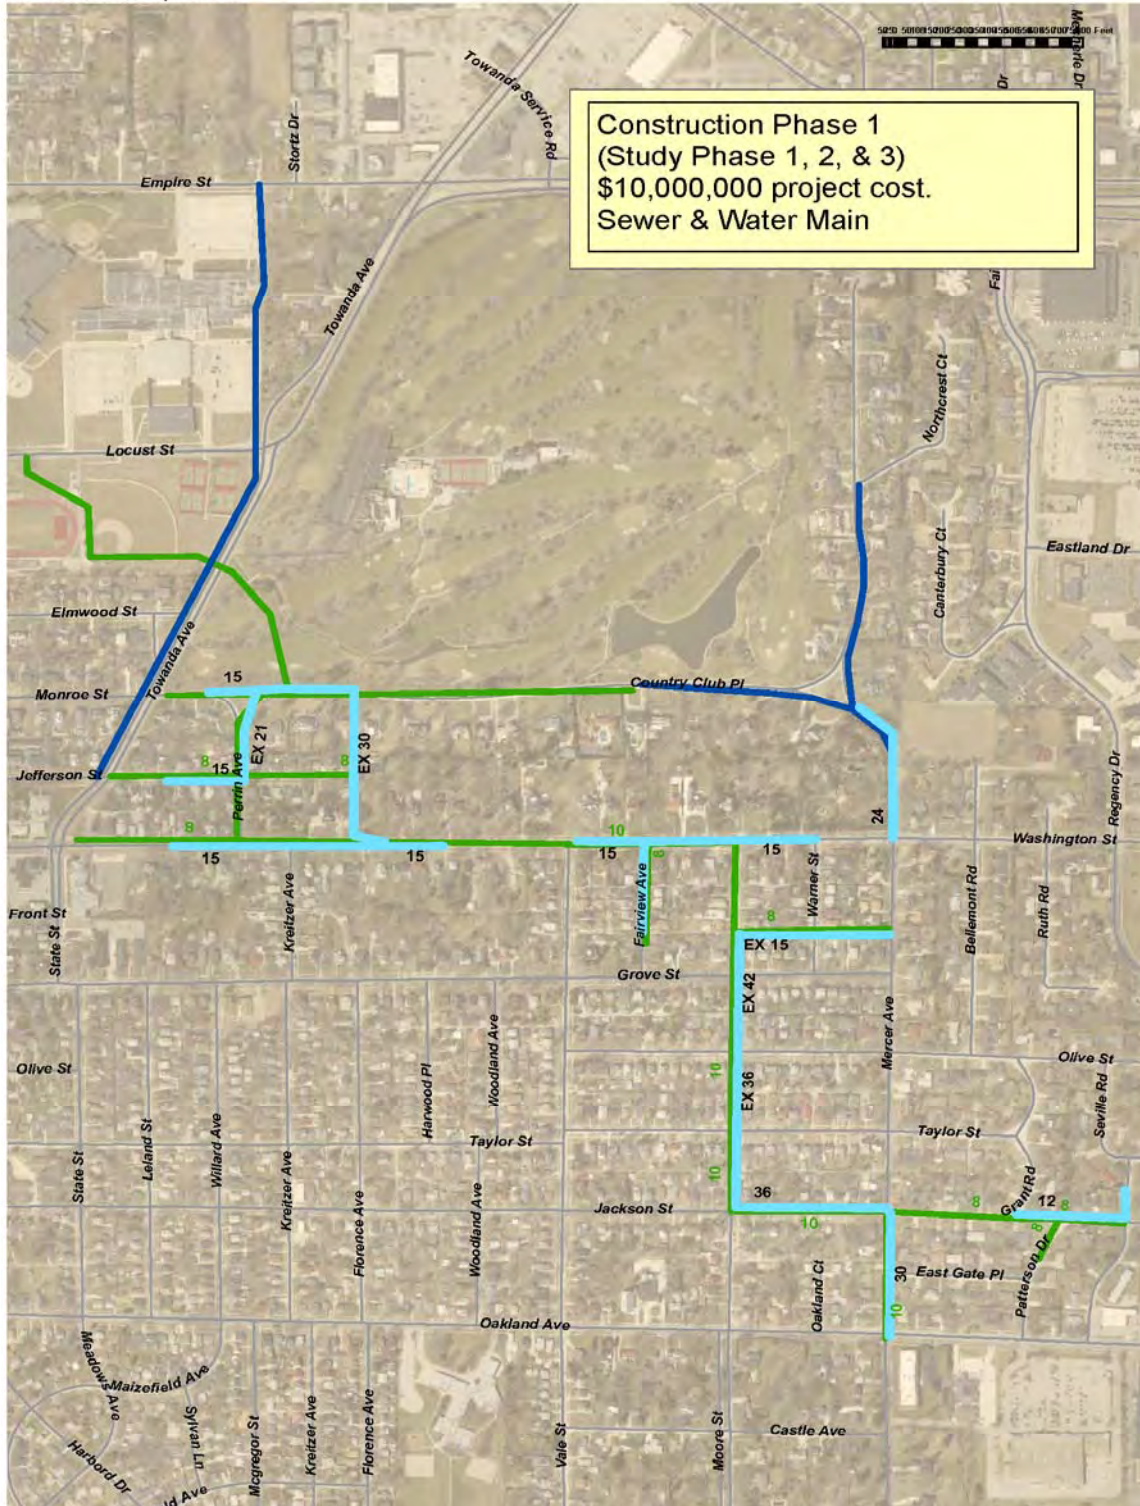 Feet
Towanda Service Rd
Dr
Construction Phase 1
(Study Phase 1, 2, & 3)
$10,000,000 project cost.
Sewer & Water Main
Stortz Dr
Empire St
Towanda Ave
Northcrest Ct
Locust St
Eastland Dr
Canterbury Ct
Elmwood St
Towanda Ave
15
Country Club Pl
Monroe St
EX 21
EX 30
Regency Dr
Jefferson St
8
15
8
Perrin Ave
24
8
10
Washington St
15
15
15
8
15
Warner St
Fairview Ave
Bellemont Rd
Ruth Rd
Front St
State St
Kreitzer Ave
8
EX 15
Grove St
EX 42
Mercer Ave
Olive St
Harwood Pl
Woodland Ave
10
EX 36
Olive St
Seville Rd
Leland St
Willard Ave
Taylor St
Taylor St
State St
Kreitzer Ave
Florence Ave
Woodland Ave
10
36
Jackson St
10
8
Grant Rd
12
8
8
Patterson Dr
East Gate Pl
30
Oakland Ct
10
Oakland Ave
Meadows Ave
Maizefield Ave
Sylvan Ln
Mcgregor St
Kreitzer Ave
Florence Ave
Vale St
Moore St
Castle Ave
Harbord Dr
ld Ave